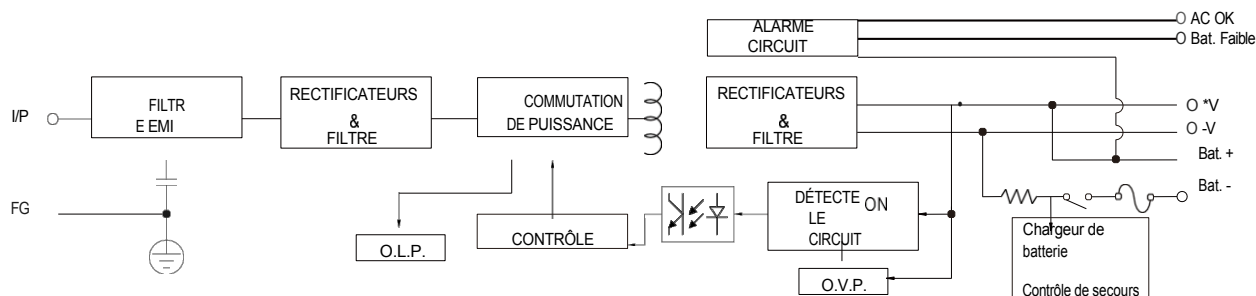 ALARME
CIRCUIT
AC OK
Bat. Faible
I/P
FILTR
E EMI
RECTIFICATEURS
&
FILTRE
COMMUTATION
DE PUISSANCE
RECTIFICATEURS
&
FILTRE
*V
-V
Bat. +
Bat. -
FG
O.L.P.
CONTRÔLE
DÉTECTE ON
LE
CIRCUIT
O.V.P.
Chargeur de
batterie
Contrôle de secours